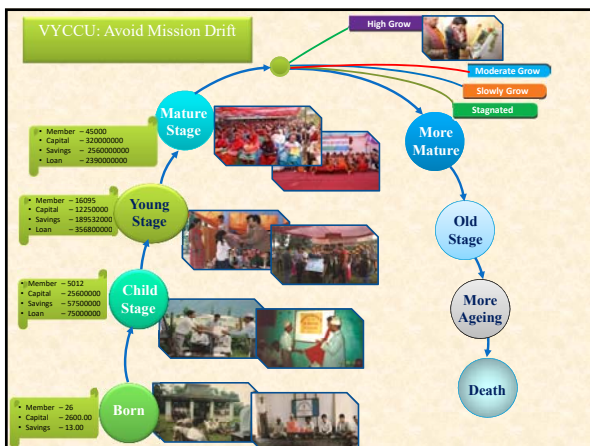 VYCCU: Avoid Mission Drift
High Grow
Moderate Grow
Slowly Grow
Stagnated
Mature
Stage
• Member – 45000
• Capital – 320000000
• Savings – 2560000000
• Loan – 2390000000
More
Mature
• Member – 16095
• Capital – 12250000
• Savings – 189532000
• Loan – 356800000
Young
Stage
Old
Stage
• Member – 5012
• Capital – 25600000
• Savings – 57500000
• Loan – 75000000
Child
Stage
More
Ageing
• Member – 26
• Capital – 2600.00
• Savings – 13.00
Born
Death